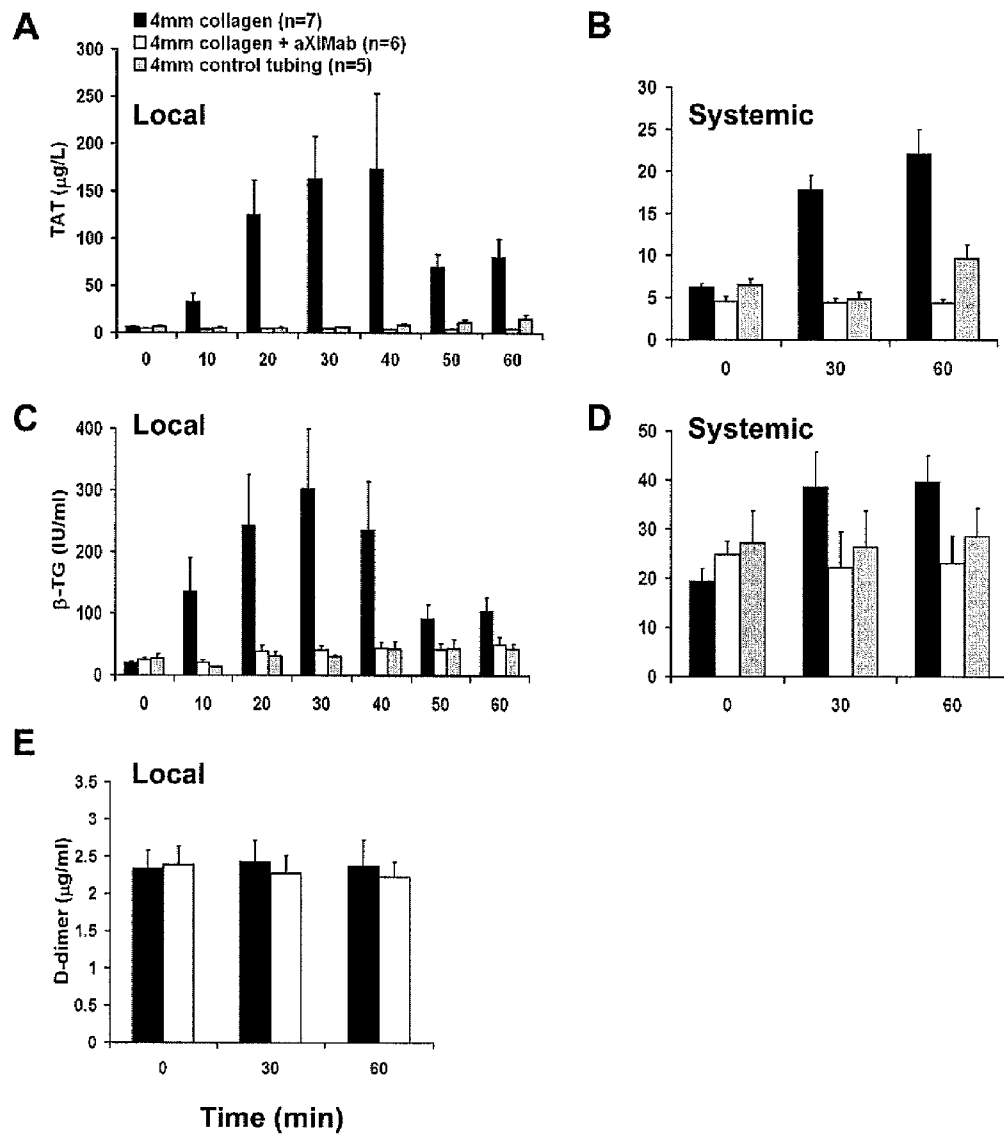 A
4mm collagen (n=7)
4mm collagen + aXIMab (n=6)
4mm control tubing (n=5)
Local
TAT (µg/L)
300
250
200
150
100
50
0
0 10 20 30 40 50 60
B
Systemic
30
25
20
15
10
5
0
0 30 60
C
Local
β-TG (IU/ml)
400
300
200
100
0
0 10 20 30 40 50 60
D
Systemic
50
40
30
20
10
0
0 30 60
E
Local
D-dimer (µg/ml)
3.5
3
2.5
2
1.5
1
0.5
0
0 30 60
Time (min)